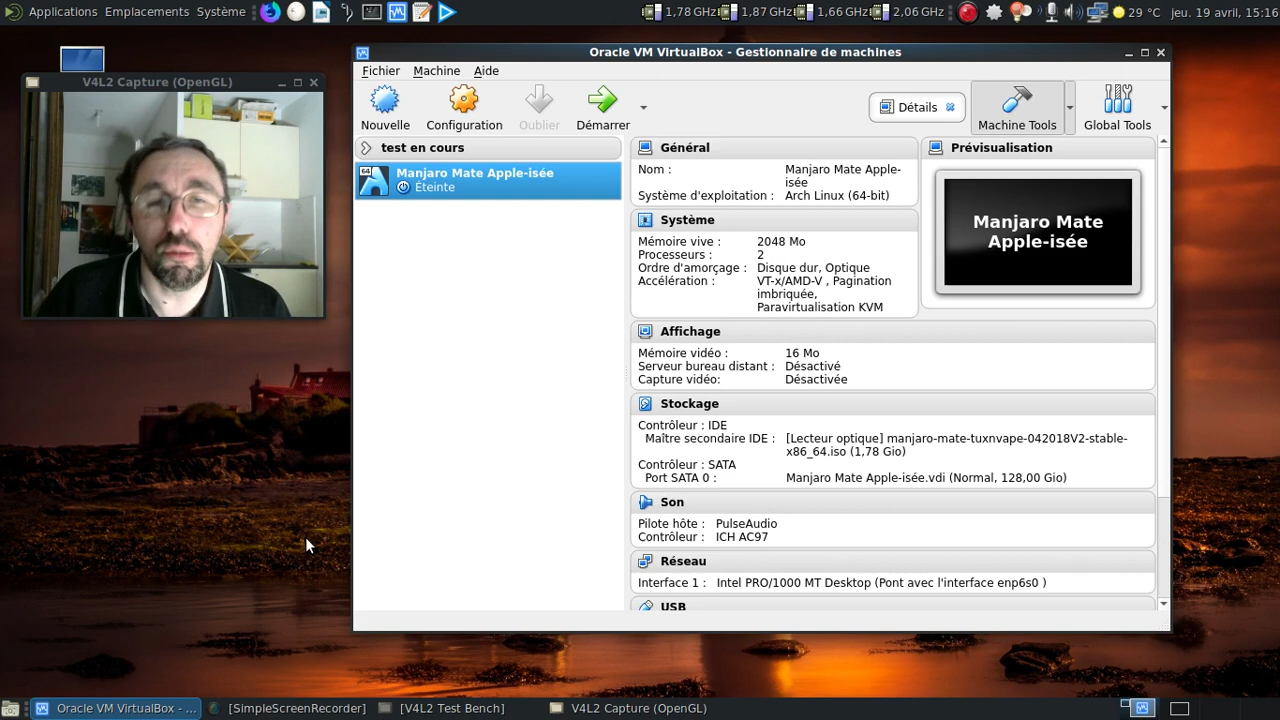 Applications Emplacements Système
1,78 GHz 1,87 GHz 1,66 GHz 2,06 GHz 29 °C jeu. 19 avril, 15:16
V4L2 Capture (OpenGL)
Oracle VM VirtualBox - Gestionnaire de machines
Fichier Machine Aide
Nouvelle Configuration Oublier Démarrer Détails Machine Tools Global Tools
test en cours
64
Manjaro Mate Apple-isée
Éteinte
Général
Nom : Manjaro Mate Apple-
isée
Système d'exploitation : Arch Linux (64-bit)
Prévisualisation
Manjaro Mate
Apple-isée
Système
Mémoire vive : 2048 Mo
Processeurs : 2
Ordre d'amorçage : Disque dur, Optique
Accélération : VT-x/AMD-V , Pagination
imbriquée,
Paravirtualisation KVM
Affichage
Mémoire vidéo : 16 Mo
Serveur bureau distant : Désactivé
Capture vidéo: Désactivée
Stockage
Contrôleur : IDE
Maître secondaire IDE : [Lecteur optique] manjaro-mate-tuxnvape-042018V2-stable-
x86_64.iso (1,78 Gio)
Contrôleur : SATA
Port SATA 0 : Manjaro Mate Apple-isée.vdi (Normal, 128,00 Gio)
Son
Pilote hôte : PulseAudio
Contrôleur : ICH AC97
Réseau
Interface 1 : Intel PRO/1000 MT Desktop (Pont avec l'interface enp6s0 )
USB
Oracle VM VirtualBox - ... [SimpleScreenRecorder] [V4L2 Test Bench] V4L2 Capture (OpenGL)